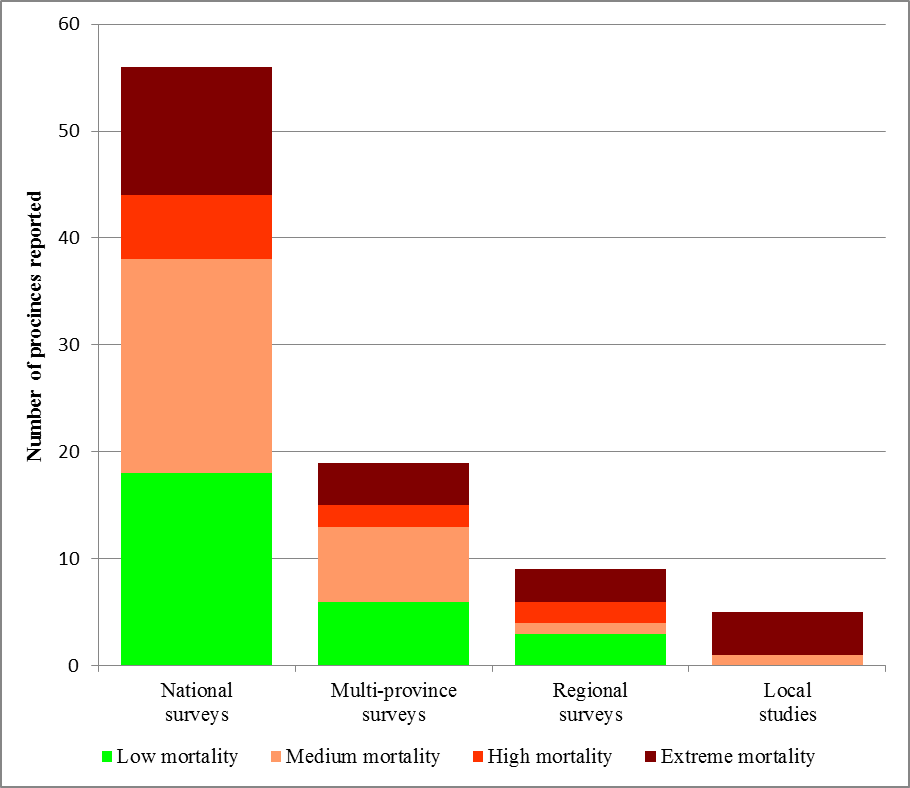 60
50
40
30
20
10
0
Number of procinces reported
National
surveys
Multi-province
surveys
Regional
surveys
Local
studies
Low mortality
Medium mortality
High mortality
Extreme mortality